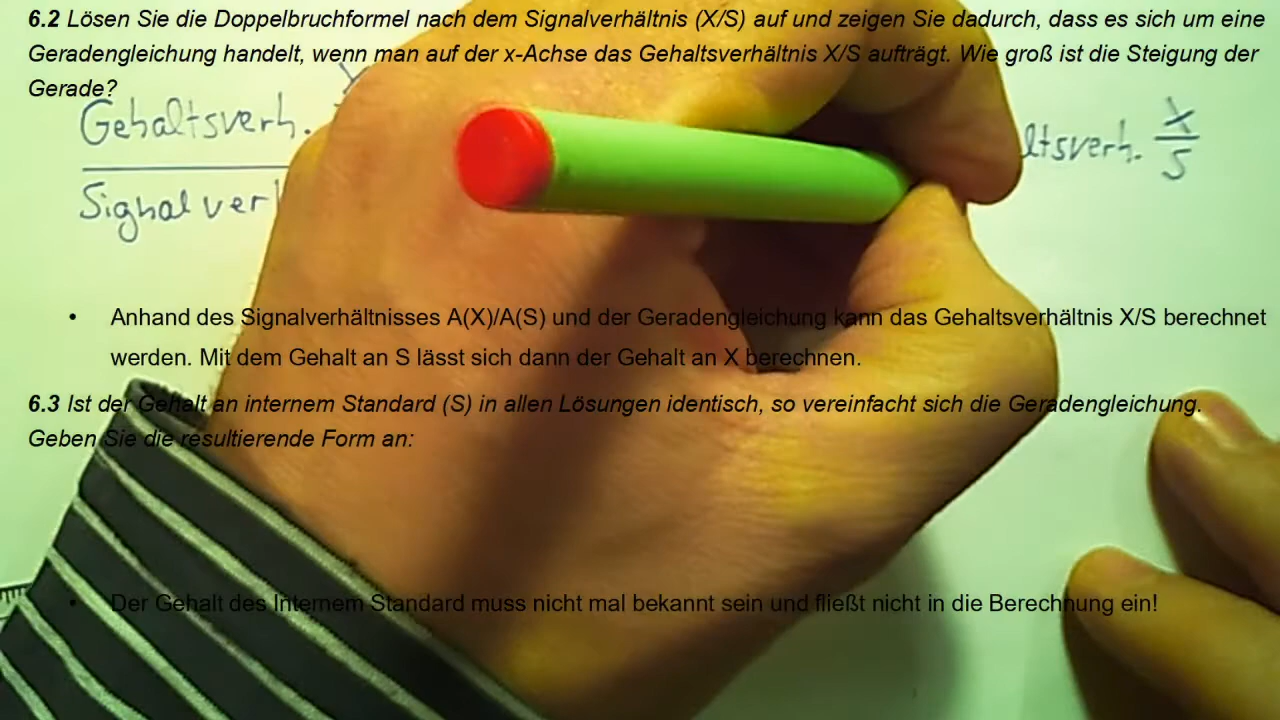 6.2 Lösen Sie die Doppelbruchformel nach dem Signalverhältnis (X/S) auf und zeigen Sie dadurch, dass es sich um eine
Geradengleichung handelt, wenn man auf der x-Achse das Gehaltsverhältnis X/S aufträgt. Wie groß ist die Steigung der
Gerade?
Gehaltsverh.
ltsverh. X/S
Signalver
• Anhand des Signalverhältnisses A(X)/A(S) und der Geradengleichung kann das Gehaltsverhältnis X/S berechnet
werden. Mit dem Gehalt an S lässt sich dann der Gehalt an X berechnen.
6.3 Ist der Gehalt an internem Standard (S) in allen Lösungen identisch, so vereinfacht sich die Geradengleichung.
Geben Sie die resultierende Form an:
• Der Gehalt des Internem Standard muss nicht mal bekannt sein und fließt nicht in die Berechnung ein!